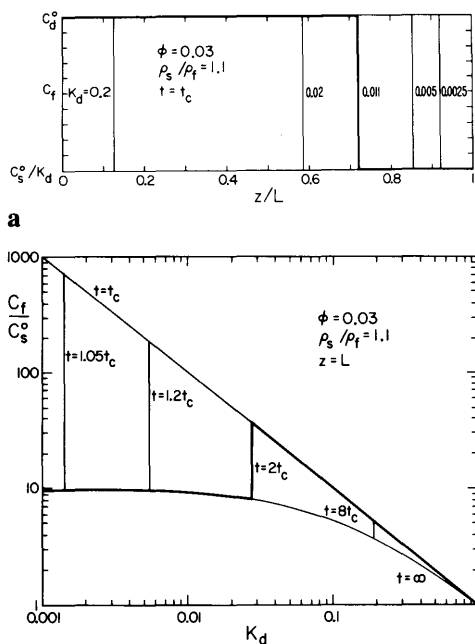 C_d°
C_f
C_s°/K_d
K_d=0.2
ϕ=0.03
ρ_s/ρ_f=1.1
t=t_c
0.02
0.011
0.005
0.0025
0
0.2
0.4
0.6
0.8
1
z/L
a
1000
100
10
1
C_f
C_s°
t=t_c
ϕ=0.03
ρ_s/ρ_f=1.1
z=L
t=1.05t_c
t=1.2t_c
t=2t_c
t=8t_c
t=∞
0.001
0.01
0.1
K_d